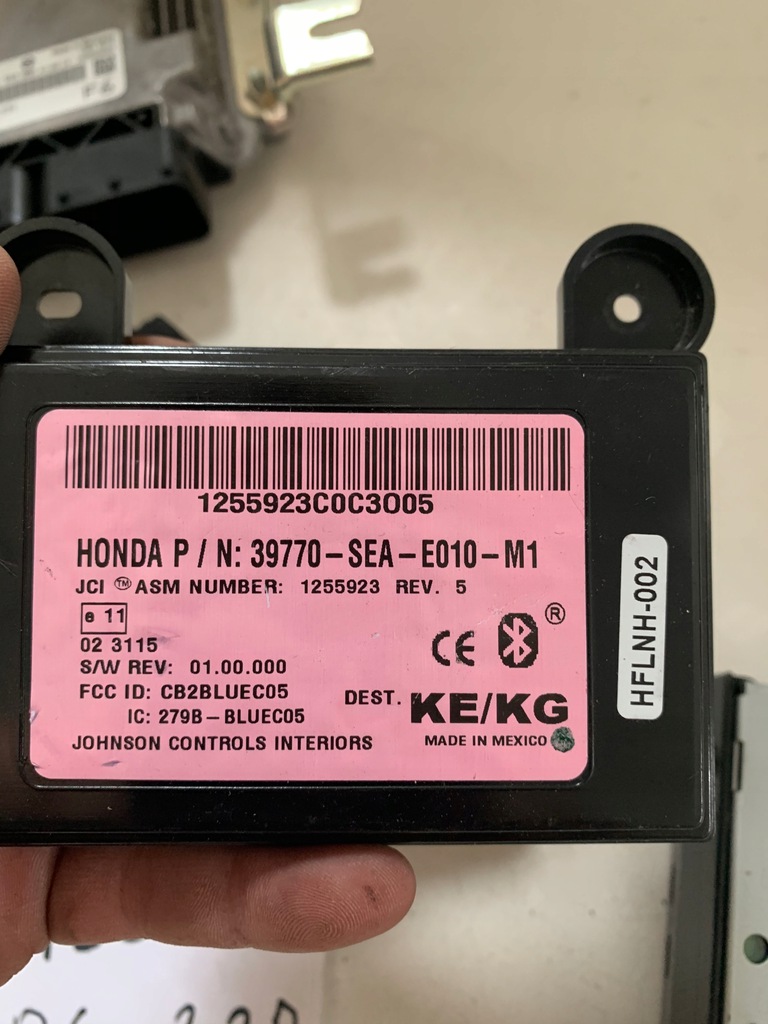 1255923C0C3005
HONDA P / N: 39770-SEA-E010-M1
JCI ™ ASM NUMBER: 1255923 REV. 5
e 11
02 3115
S/W REV: 01.00.000
FCC ID: CB2BLUEC05
IC: 279B-BLUEC05
JOHNSON CONTROLS INTERIORS
CE
®
DEST. KE/KG
MADE IN MEXICO
HFLNH-002